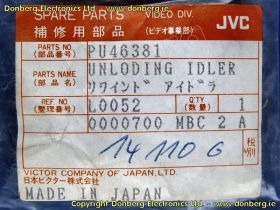 © Donberg Electronics Ltd / www.donberg.ie
SPARE PARTS
VIDEO DIV.
JVC
補修用部品
(ビデオ事業部)
PARTS NO.
(部品番号)
PU46381
PARTS NAME
(部品名)
UNLODING IDLER
リワインド アイドラ
REF.NO
(整理番号)
L0052
Q'TY
(数量)
1
0000700 MBC 2 A
14 110 G
税別
VICTOR COMPANY OF JAPAN, LTD.
日本ビクター株式会社
MADE IN JAPAN
© Donberg Electronics Ltd / www.donberg.ie